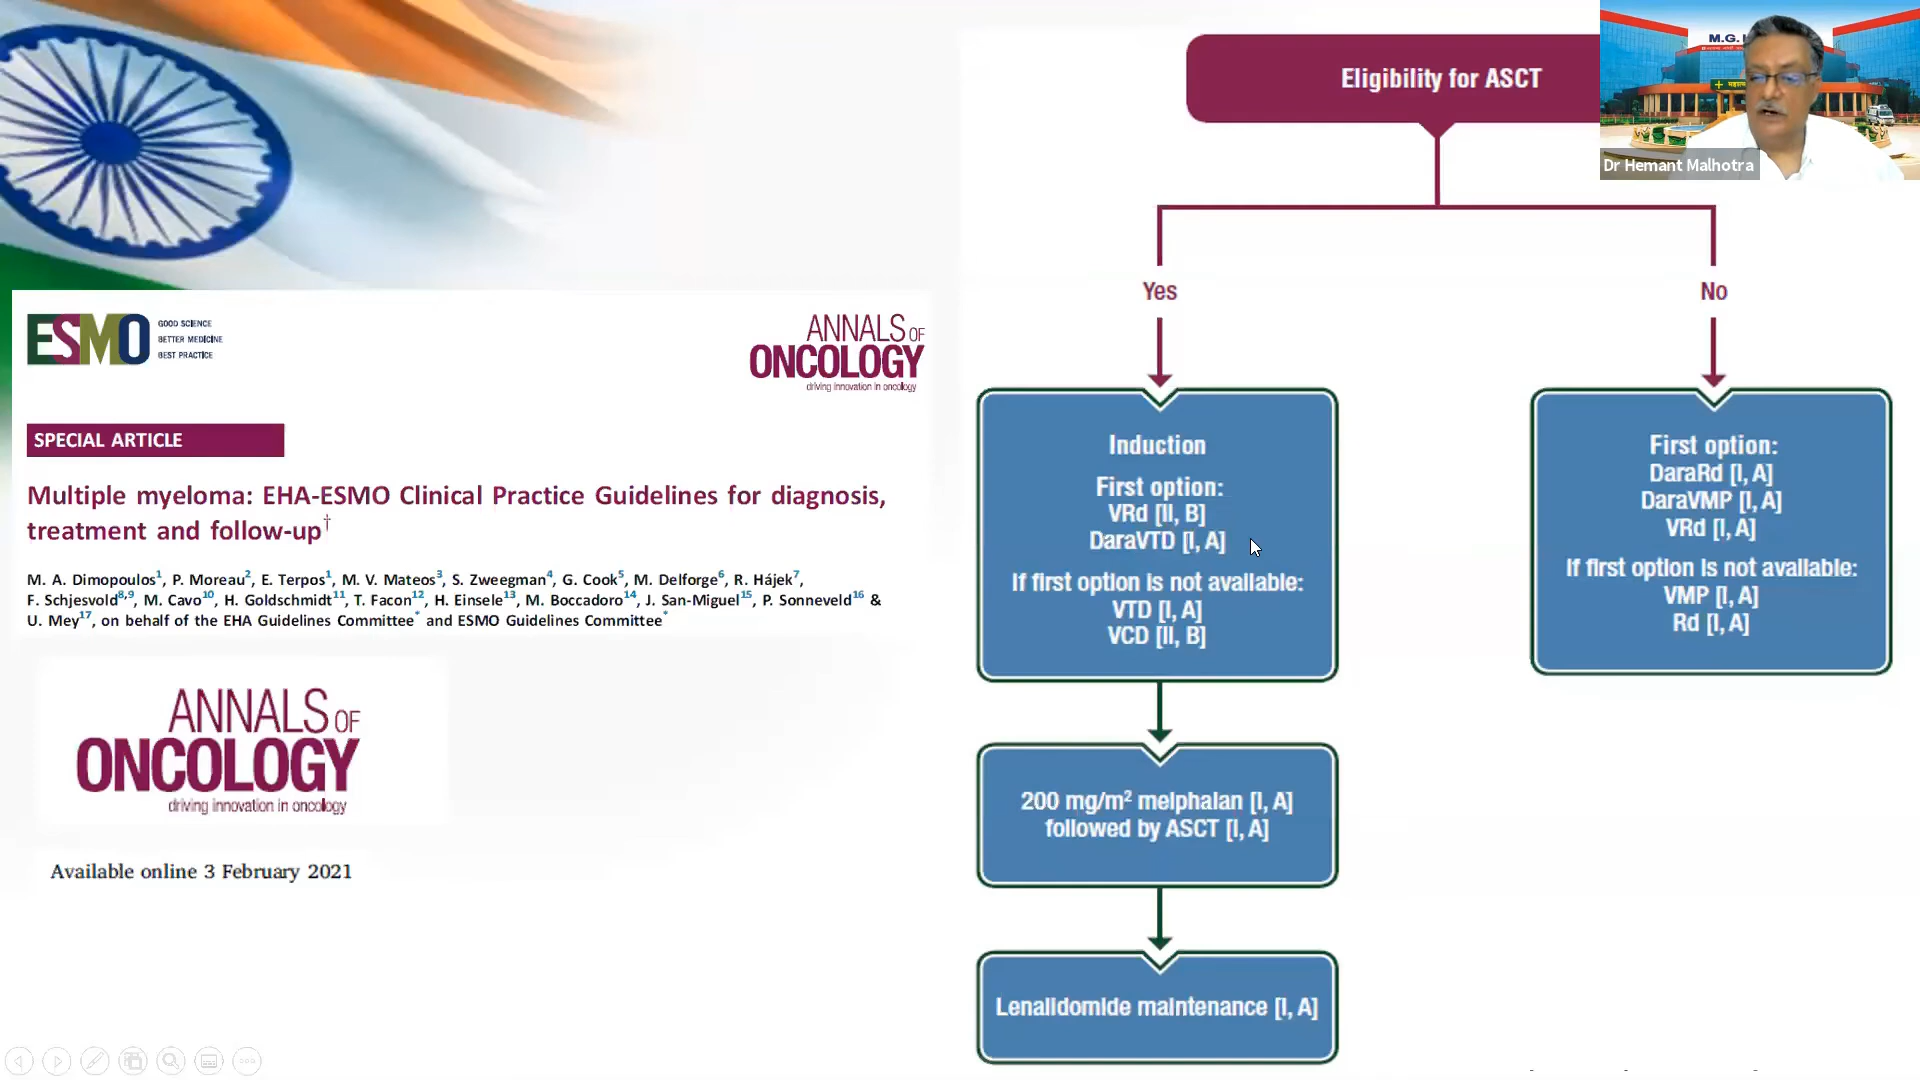 ESMO
GOOD SCIENCE
BETTER MEDICINE
BEST PRACTICE
ANNALS OF
ONCOLOGY
driving innovation in oncology
SPECIAL ARTICLE
Multiple myeloma: EHA-ESMO Clinical Practice Guidelines for diagnosis,
treatment and follow-up†
M. A. Dimopoulos1, P. Moreau2, E. Terpos1, M. V. Mateos3, S. Zweegman4, G. Cook5, M. Delforge6, R. Hájek7,
F. Schjesvold8,9, M. Cavo10, H. Goldschmidt11, T. Facon12, H. Einsele13, M. Boccadoro14, J. San-Miguel15, P. Sonneveld16 &
U. Mey17, on behalf of the EHA Guidelines Committee* and ESMO Guidelines Committee*
ANNALS OF
ONCOLOGY
driving innovation in oncology
Available online 3 February 2021
Eligibility for ASCT
Yes
No
Induction
First option:
VRd [II, B]
DaraVTD [I, A]
If first option is not available:
VTD [I, A]
VCD [II, B]
200 mg/m2 melphalan [I, A]
followed by ASCT [I, A]
Lenalidomide maintenance [I, A]
First option:
DaraRd [I, A]
DaraVMP [I, A]
VRd [I, A]
If first option is not available:
VMP [I, A]
Rd [I, A]
M.G.
Dr Hemant Malhotra